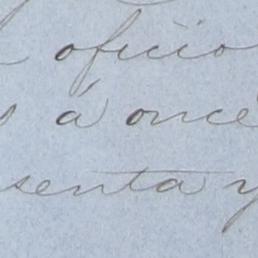 oficio
á once
senta y